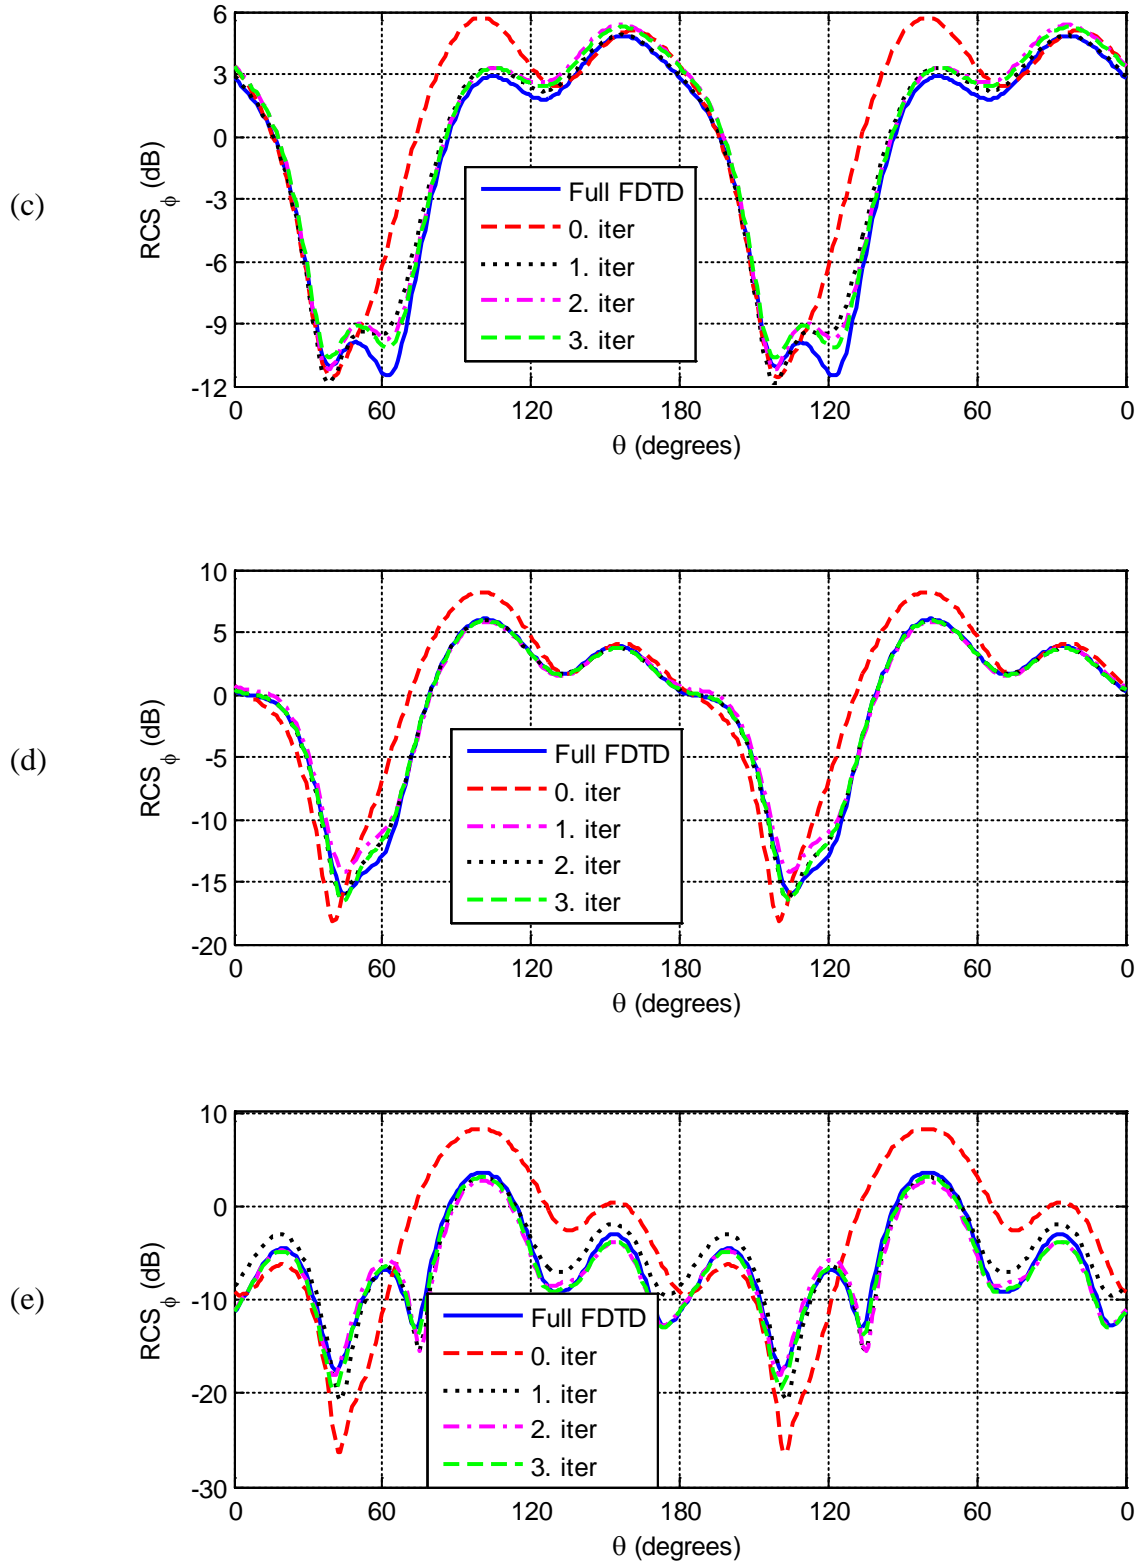 (c)
RCSϕ (dB)
6
3
0
-3
-6
-9
-12
0 60 120 180 120 60 0
θ (degrees)
Full FDTD
0. iter
1. iter
2. iter
3. iter
(d)
RCSϕ (dB)
10
5
0
-5
-10
-15
-20
0 60 120 180 120 60 0
θ (degrees)
Full FDTD
0. iter
1. iter
2. iter
3. iter
(e)
RCSϕ (dB)
10
0
-10
-20
-30
0 60 120 180 120 60 0
θ (degrees)
Full FDTD
0. iter
1. iter
2. iter
3. iter